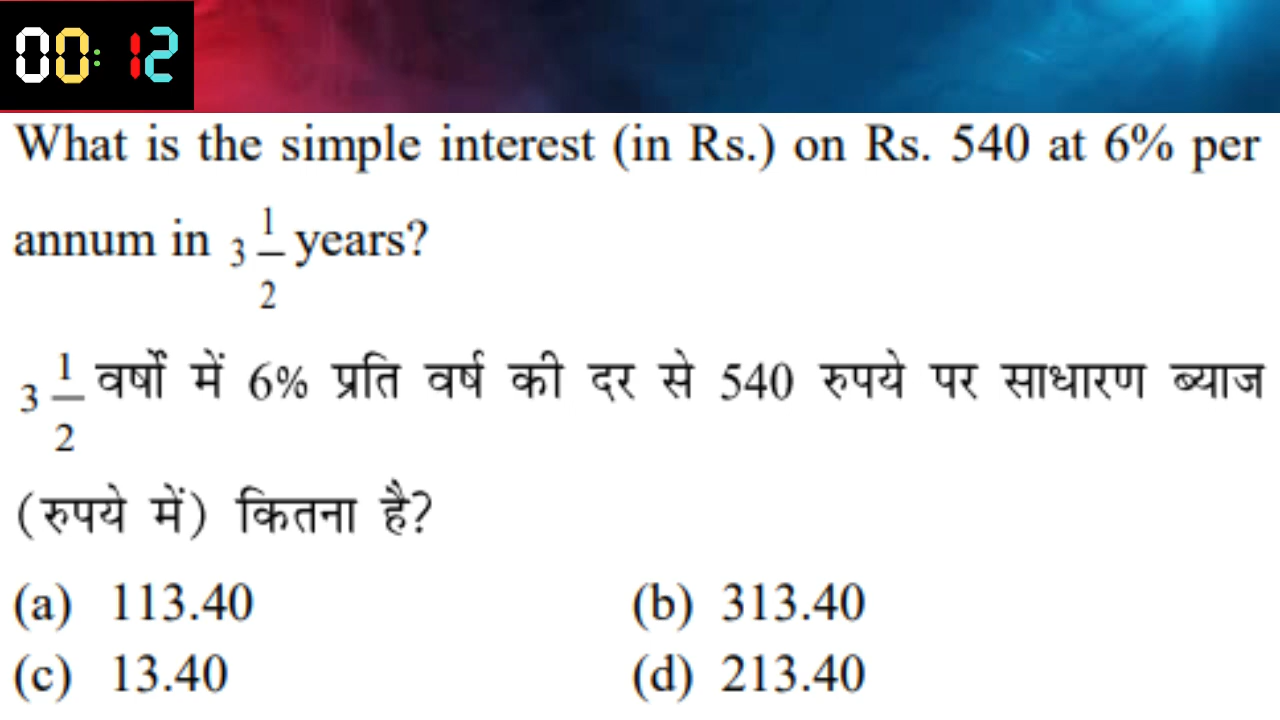 00:12
What is the simple interest (in Rs.) on Rs. 540 at 6% per
annum in 3 1/2 years?
3 1/2 वर्षों में 6% प्रति वर्ष की दर से 540 रुपये पर साधारण ब्याज
(रुपये में) कितना है?
(a) 113.40 (b) 313.40
(c) 13.40 (d) 213.40